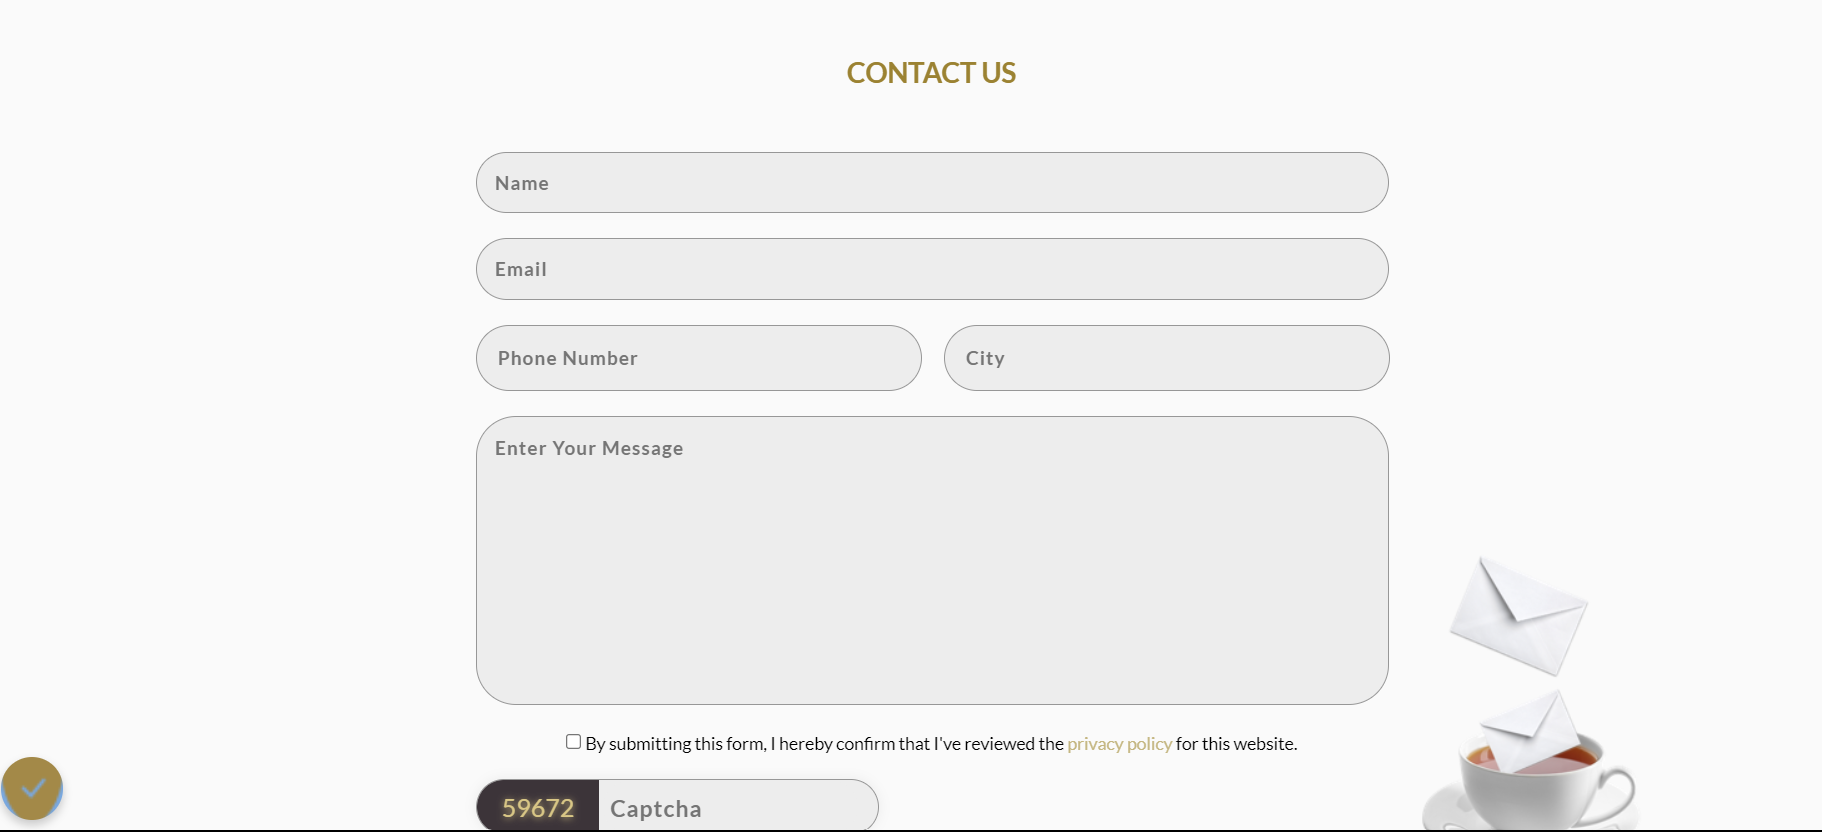 CONTACT US
Name
Email
Phone Number
City
Enter Your Message
By submitting this form, I hereby confirm that I've reviewed the privacy policy for this website.
59672
Captcha